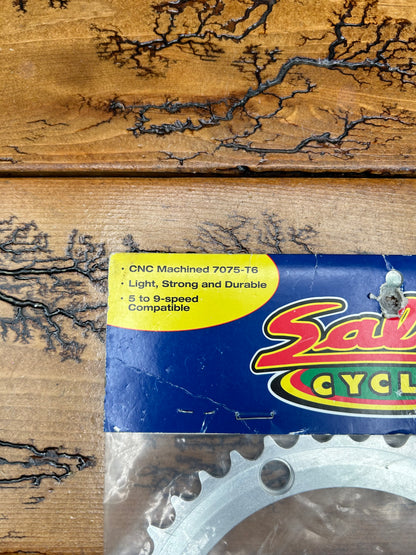 • CNC Machined 7075-T6
• Light, Strong and Durable
• 5 to 9-speed
Compatible